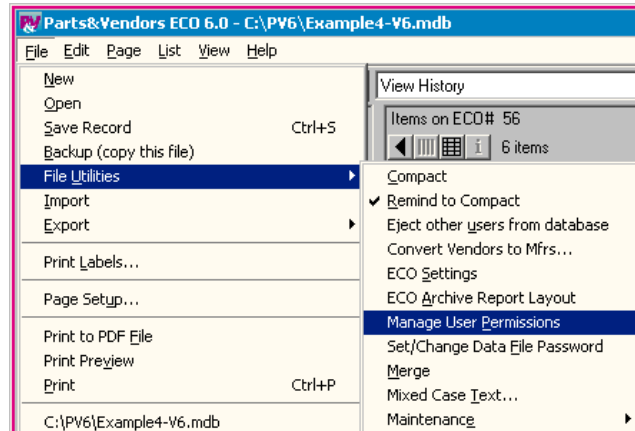 Parts&Vendors ECO 6.0 - C:\PV6\Example4-V6.mdb
File Edit Page List View Help
New
Open
Save Record Ctrl+S
Backup (copy this file)
File Utilities
Import
Export
Print Labels...
Page Setup...
Print to PDF File
Print Preview
Print Ctrl+P
C:\PV6\Example4-V6.mdb
View History
Items on ECO# 56
i 6 items
Compact
Remind to Compact
Eject other users from database
Convert Vendors to Mfrs...
ECO Settings
ECO Archive Report Layout
Manage User Permissions
Set/Change Data File Password
Merge
Mixed Case Text...
Maintenance